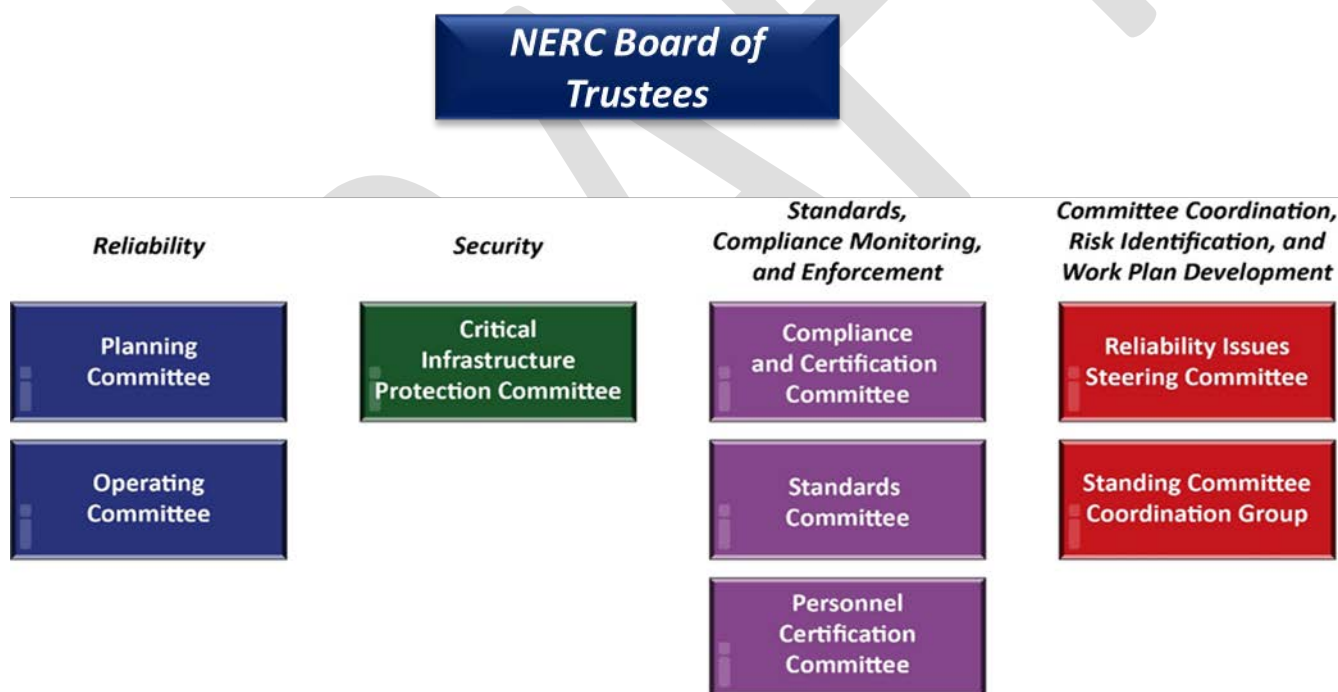 NERC Board of
Trustees
Reliability
Security
Standards,
Compliance Monitoring,
and Enforcement
Committee Coordination,
Risk Identification, and
Work Plan Development
Planning
Committee
Critical
Infrastructure
Protection Committee
Compliance
and Certification
Committee
Reliability Issues
Steering Committee
Operating
Committee
Standards
Committee
Standing Committee
Coordination Group
Personnel
Certification
Committee